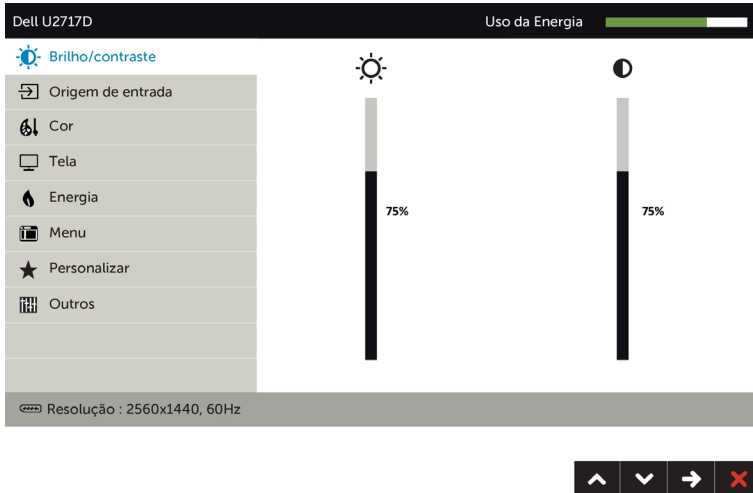 Dell U2717D
Uso da Energia
Brilho/contraste
Origem de entrada
Cor
Tela
Energia
Menu
Personalizar
Outros
75%
75%
Resolução : 2560x1440, 60Hz